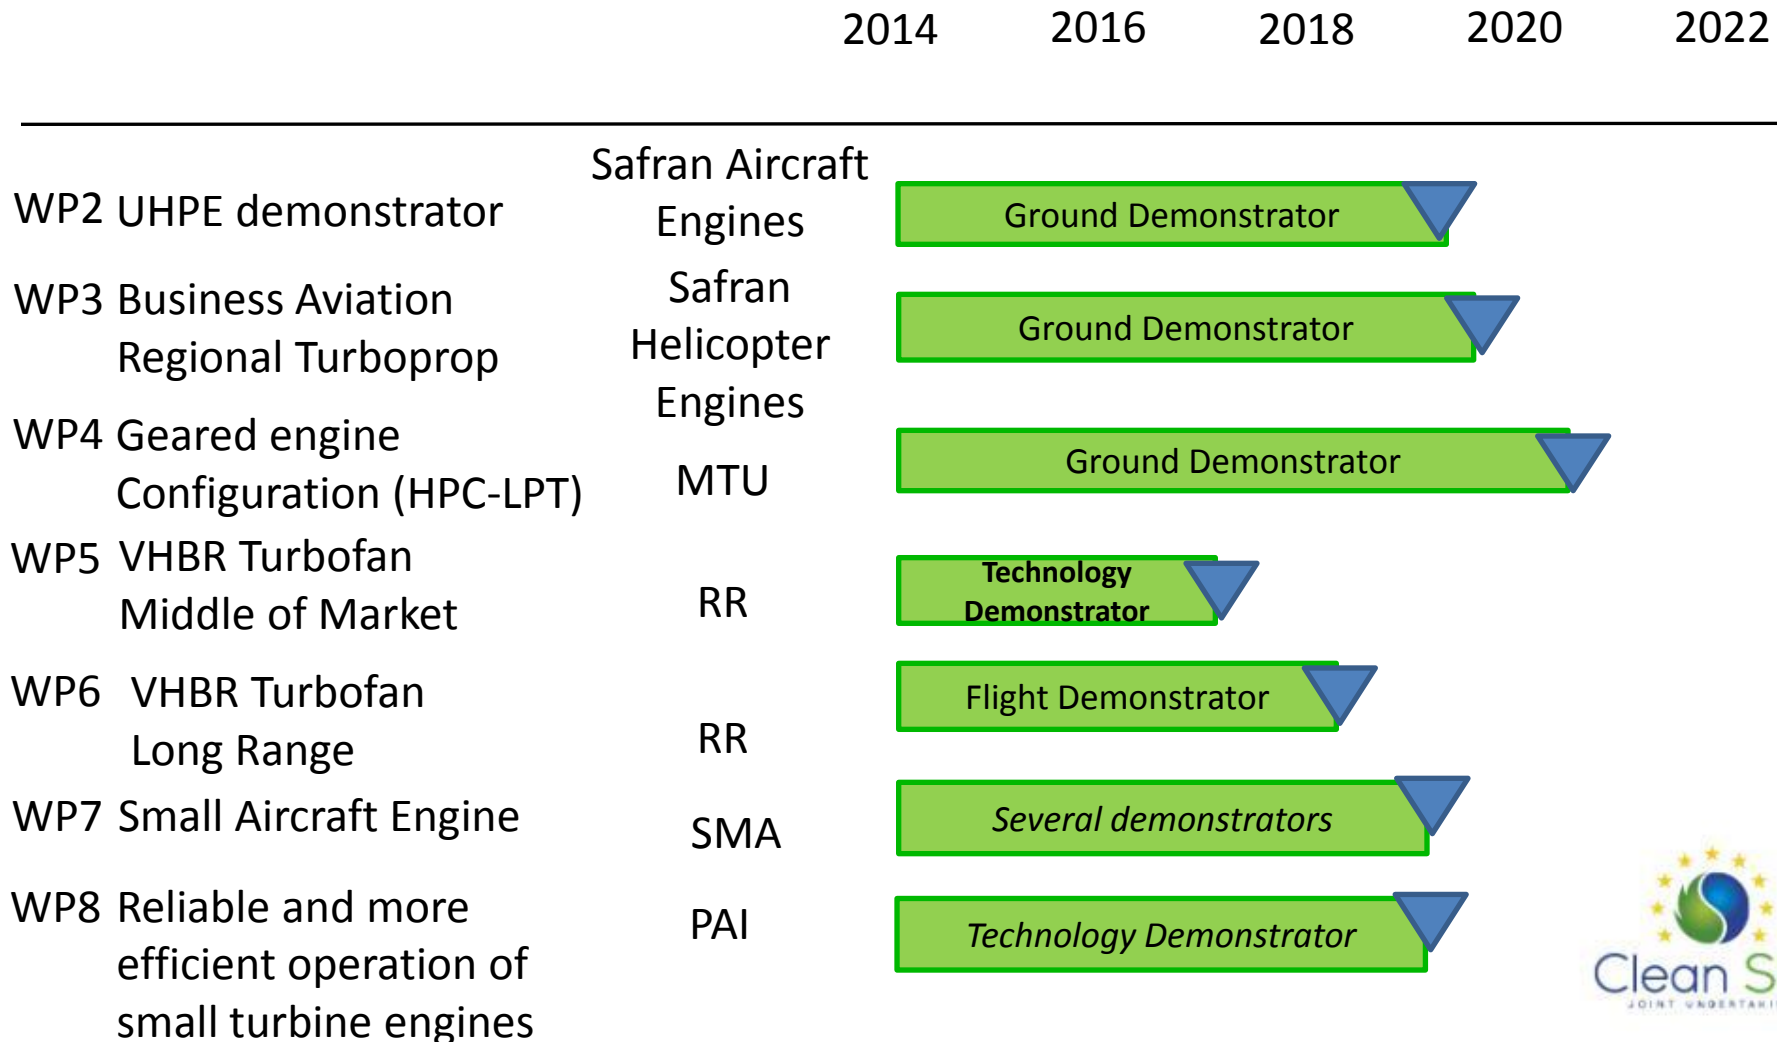 2014 2016 2018 2020 2022
WP2 UHPE demonstrator
Safran Aircraft
Engines
Ground Demonstrator
WP3 Business Aviation
Regional Turboprop
Safran
Helicopter
Engines
Ground Demonstrator
WP4 Geared engine
Configuration (HPC-LPT)
MTU
Ground Demonstrator
WP5 VHBR Turbofan
Middle of Market
RR
Technology
Demonstrator
WP6 VHBR Turbofan
Long Range
RR
Flight Demonstrator
WP7 Small Aircraft Engine
SMA
Several demonstrators
WP8 Reliable and more
efficient operation of
small turbine engines
PAI
Technology Demonstrator
Clean S
JOINT UNDERTAKI